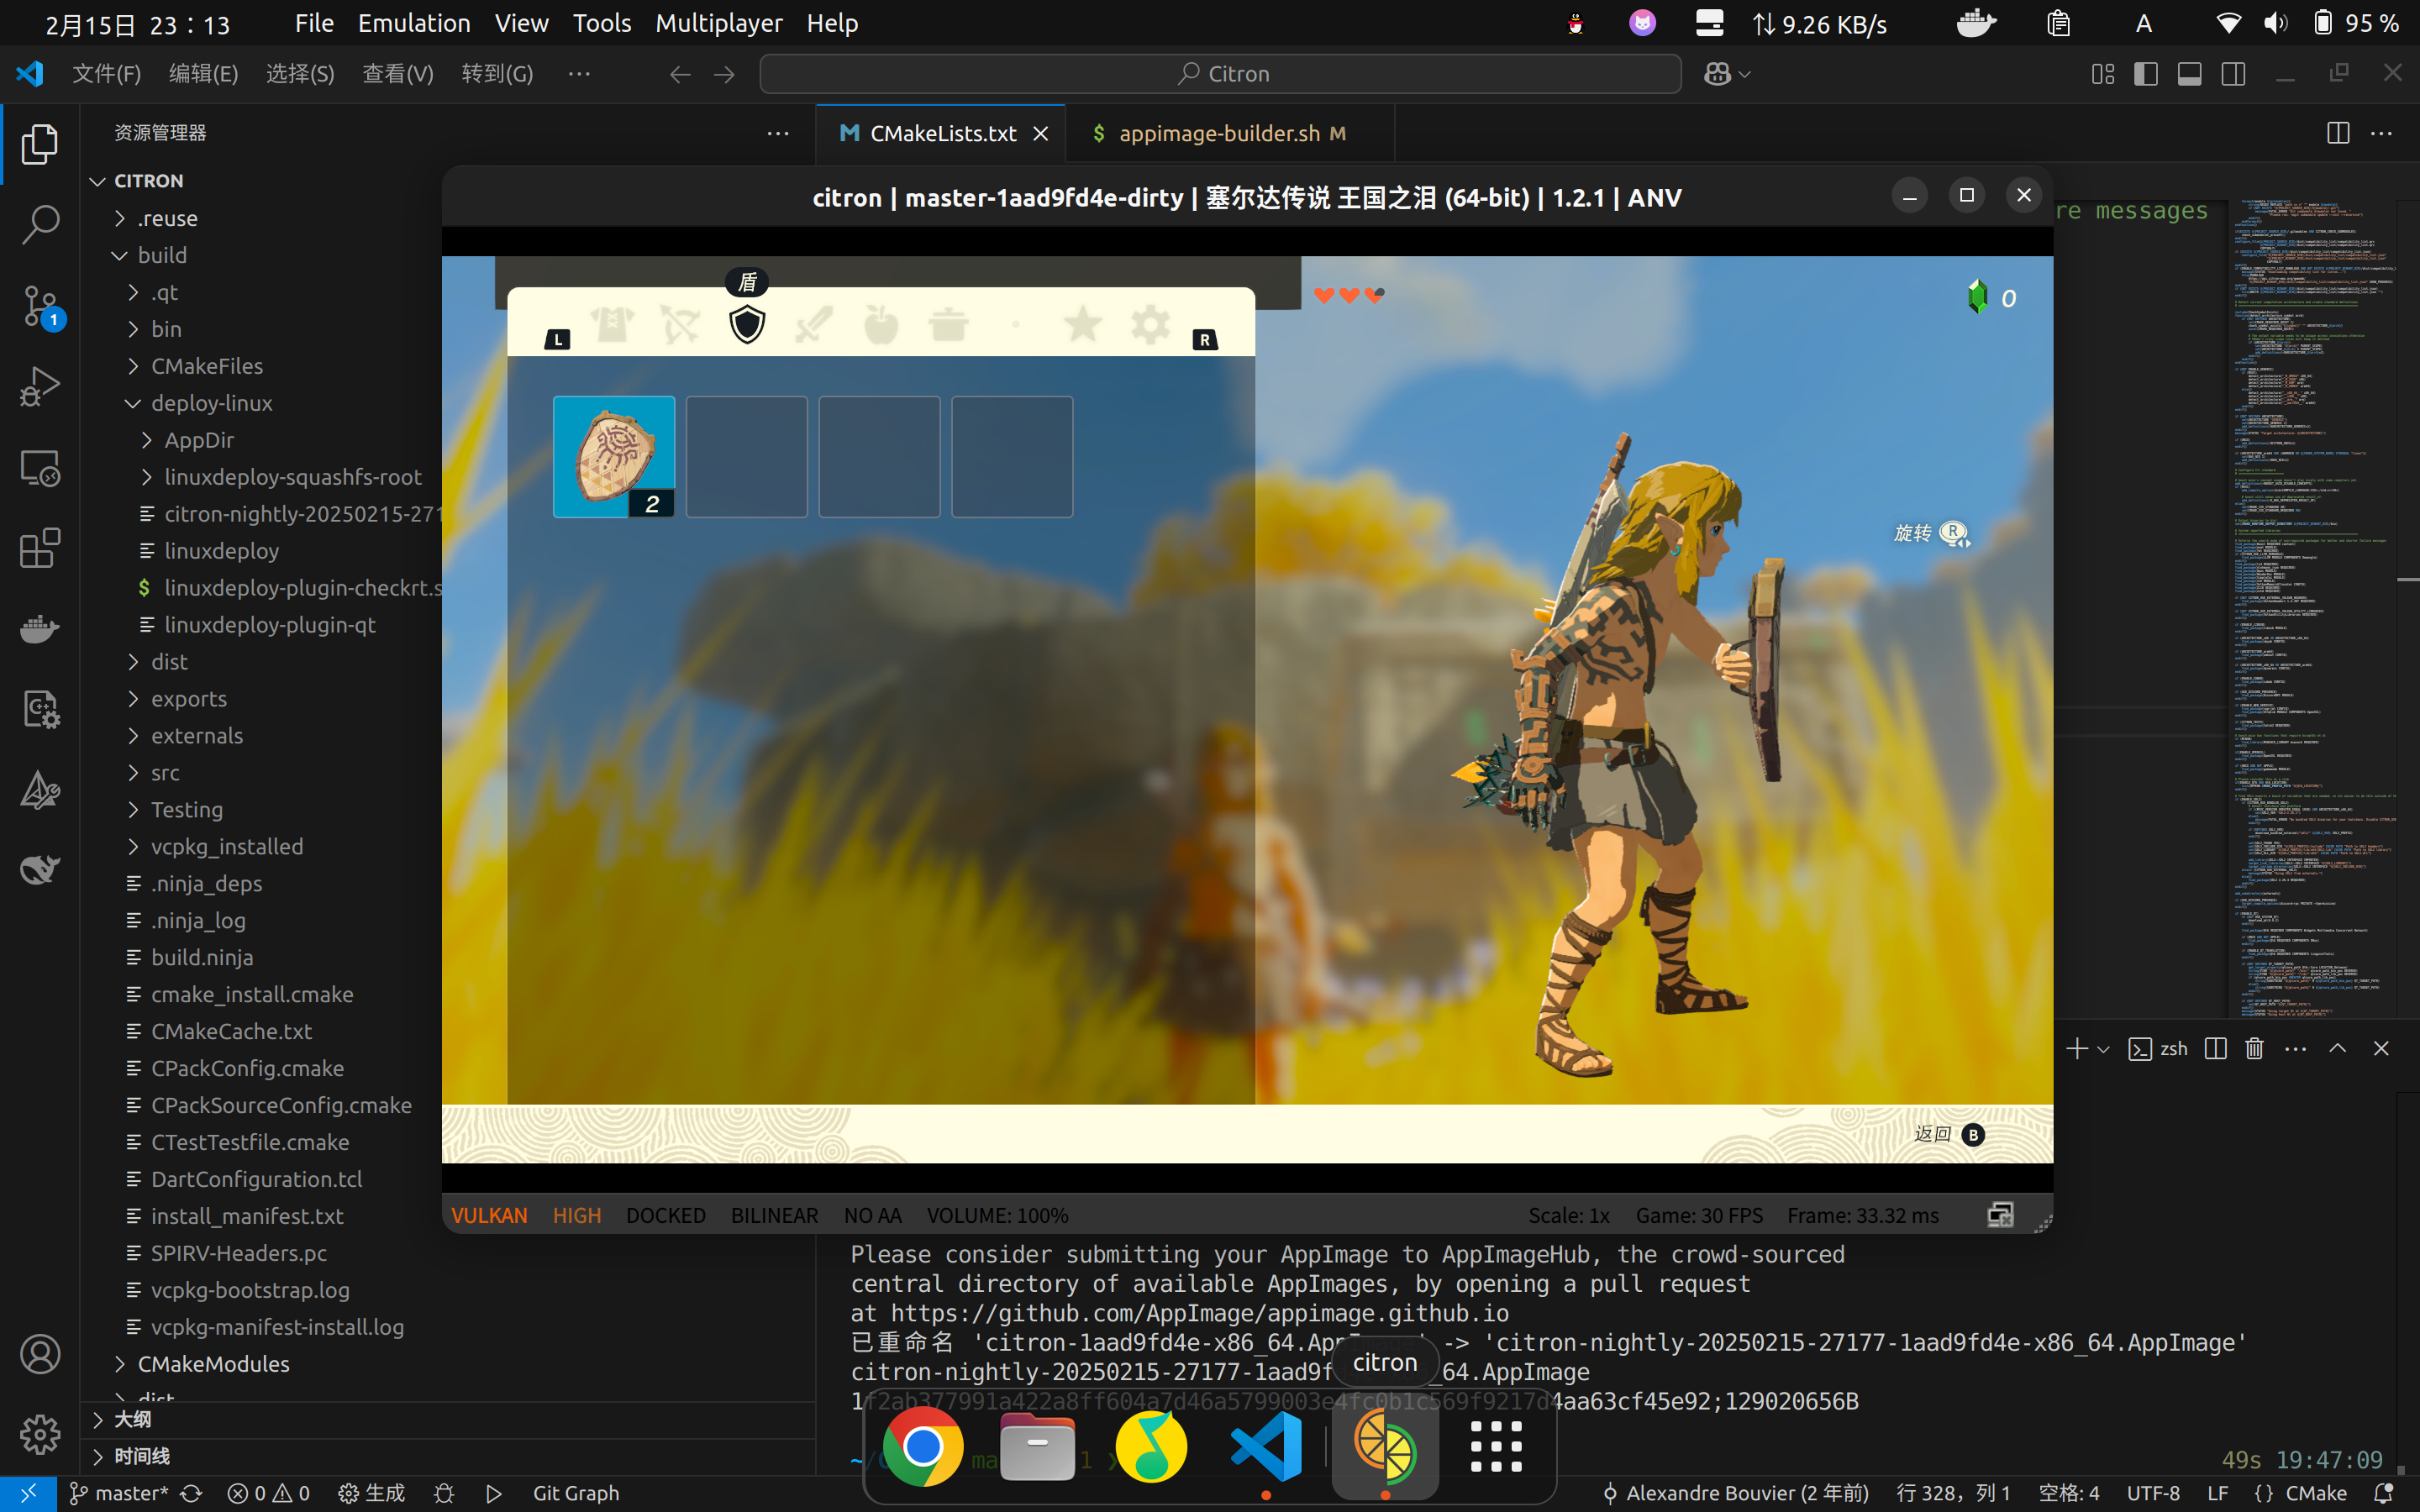 2月15日 23：13
File Emulation View Tools Multiplayer Help
9.26 KB/s
A
95 %
文件(F) 编辑(E) 选择(S) 查看(V) 转到(G) ···
Citron
资源管理器
CMakeLists.txt
appimage-builder.sh M
CITRON
.reuse
build
.qt
bin
CMakeFiles
deploy-linux
AppDir
linuxdeploy-squashfs-root
citron-nightly-20250215-271
linuxdeploy
linuxdeploy-plugin-checkrt.s
linuxdeploy-plugin-qt
dist
exports
externals
src
Testing
vcpkg_installed
.ninja_deps
.ninja_log
build.ninja
cmake_install.cmake
CMakeCache.txt
CPackConfig.cmake
CPackSourceConfig.cmake
CTestTestfile.cmake
DartConfiguration.tcl
install_manifest.txt
SPIRV-Headers.pc
vcpkg-bootstrap.log
vcpkg-manifest-install.log
CMakeModules
dist
大纲
时间线
1
citron | master-1aad9fd4e-dirty | 塞尔达传说 王国之泪 (64-bit) | 1.2.1 | ANV
re messages
盾
L
R
0
2
旋转 R
返回 B
VULKAN HIGH DOCKED BILINEAR NO AA VOLUME: 100%
Scale: 1x Game: 30 FPS Frame: 33.32 ms
zsh
Please consider submitting your AppImage to AppImageHub, the crowd-sourced
central directory of available AppImages, by opening a pull request
at https://github.com/AppImage/appimage.github.io
已重命名 'citron-1aad9fd4e-x86_64.AppImage' -> 'citron-nightly-20250215-27177-1aad9fd4e-x86_64.AppImage'
citron-nightly-20250215-27177-1aad9f _64.AppImage
1f2ab377991a422a8ff604a7d46a5799003e4fc0b1c569f9217d4aa63cf45e92;129020656B
citron
49s 19:47:09
master* 0 0 生成 Git Graph
Alexandre Bouvier (2 年前) 行 328，列 1 空格: 4 UTF-8 LF {} CMake